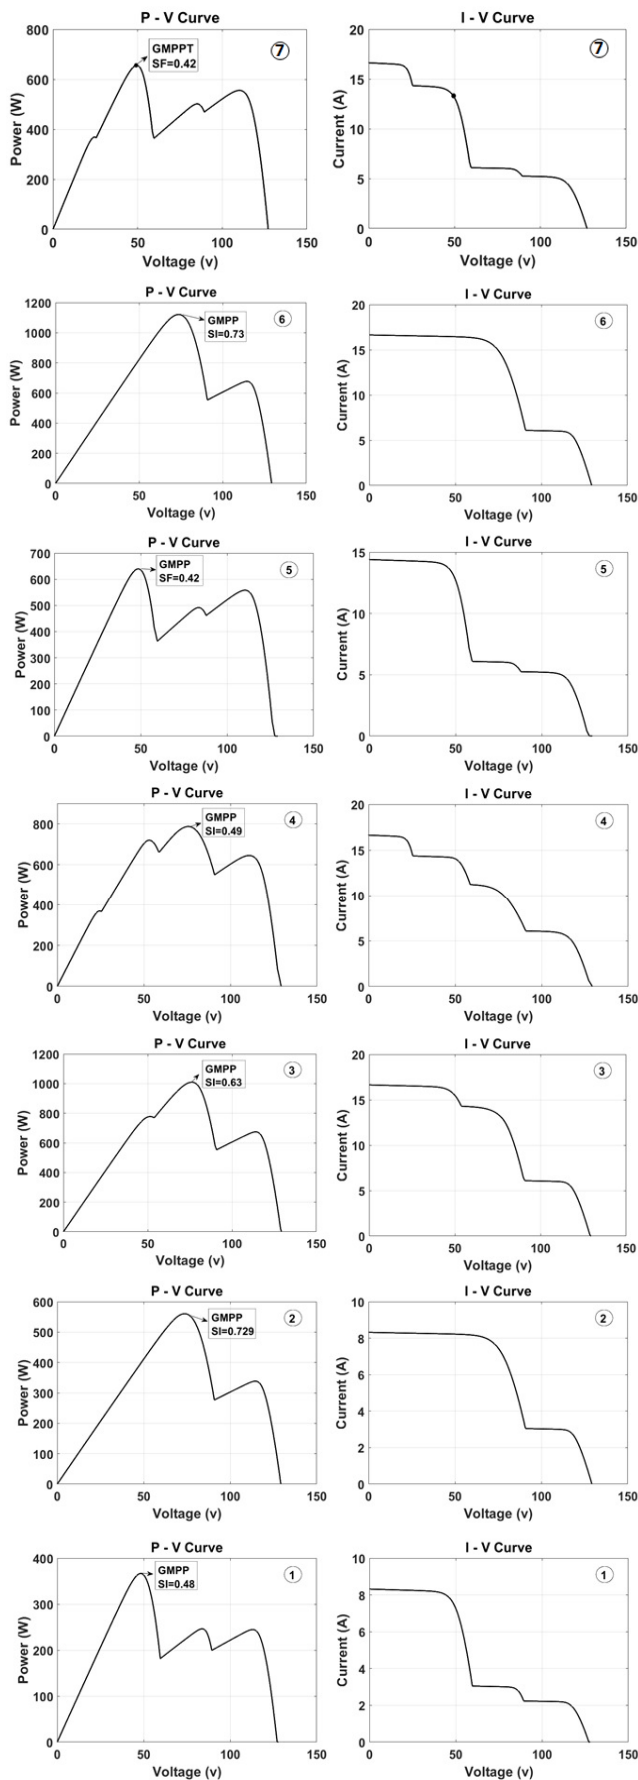 P - V Curve
800
600
400
200
0
0
50
100
150
Power (W)
Voltage (v)
GMPPT
SF=0.42
7
I - V Curve
20
15
10
5
0
0
50
100
150
Current (A)
Voltage (v)
7
P - V Curve
1200
1000
800
600
400
200
0
0
50
100
150
Power (W)
Voltage (v)
GMPP
SI=0.73
6
I - V Curve
20
15
10
5
0
0
50
100
150
Current (A)
Voltage (v)
6
P - V Curve
700
600
500
400
300
200
100
0
0
50
100
150
Power (W)
Voltage (v)
GMPP
SF=0.42
5
I - V Curve
15
10
5
0
0
50
100
150
Current (A)
Voltage (v)
5
P - V Curve
800
600
400
200
0
0
50
100
150
Power (W)
Voltage (v)
GMPP
SI=0.49
4
I - V Curve
20
15
10
5
0
0
50
100
150
Current (A)
Voltage (v)
4
P - V Curve
1200
1000
800
600
400
200
0
0
50
100
150
Power (W)
Voltage (v)
GMPP
SI=0.63
3
I - V Curve
20
15
10
5
0
0
50
100
150
Current (A)
Voltage (v)
3
P - V Curve
600
500
400
300
200
100
0
0
50
100
150
Power (W)
Voltage (v)
GMPP
SI=0.729
2
I - V Curve
10
8
6
4
2
0
0
50
100
150
Current (A)
Voltage (v)
2
P - V Curve
400
300
200
100
0
0
50
100
150
Power (W)
Voltage (v)
GMPP
SI=0.48
1
I - V Curve
10
8
6
4
2
0
0
50
100
150
Current (A)
Voltage (v)
1